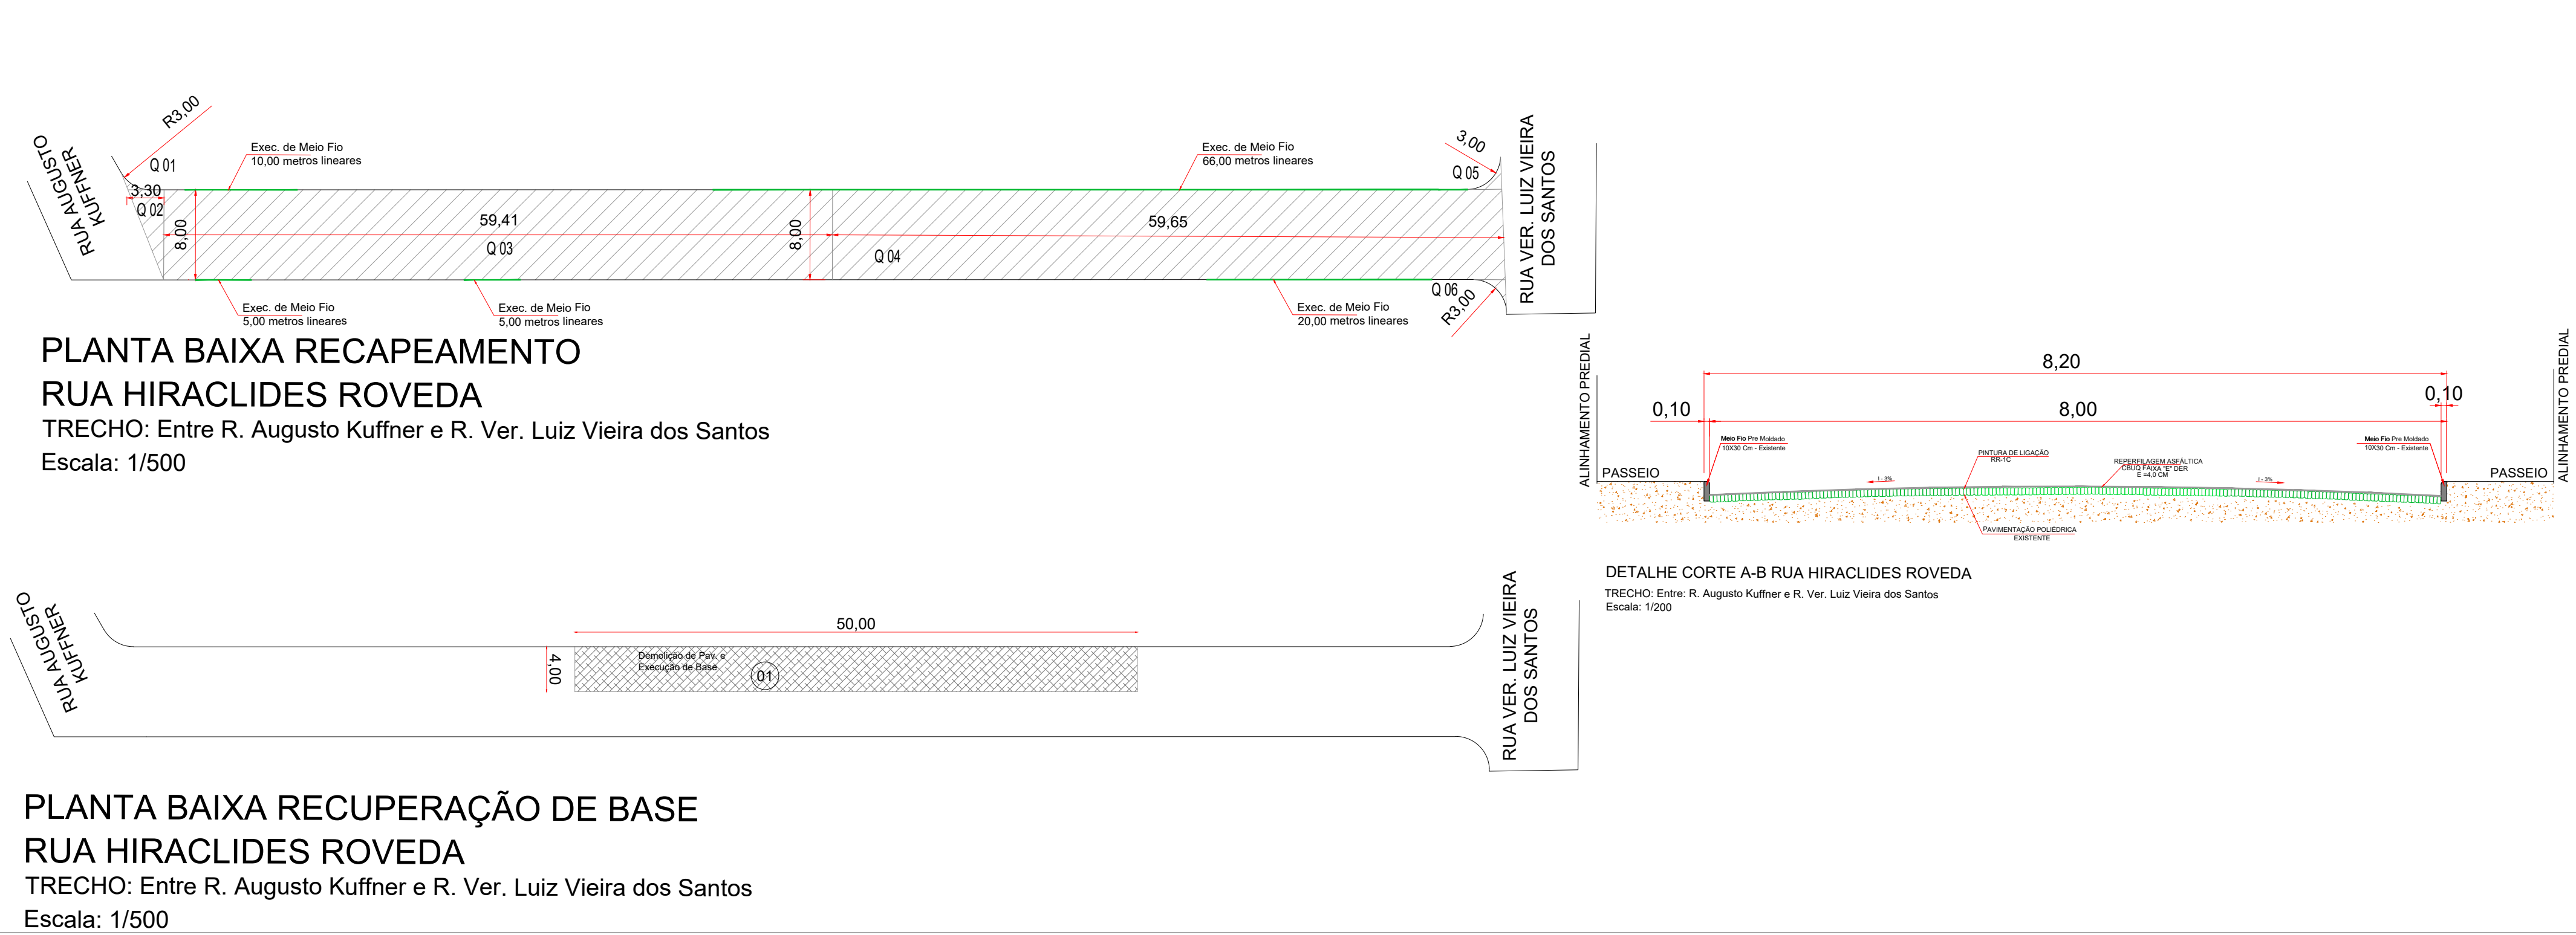 R3,00
RUA AUGUSTO
KUFFNER
Q 01
3,30
Q 02
8,00
Exec. de Meio Fio
10,00 metros lineares
59,41
Q 03
8,00
Q 04
59,65
Exec. de Meio Fio
66,00 metros lineares
3,00
Q 05
RUA VER. LUIZ VIEIRA
DOS SANTOS
Q 06
R3,00
Exec. de Meio Fio
5,00 metros lineares
Exec. de Meio Fio
5,00 metros lineares
Exec. de Meio Fio
20,00 metros lineares
PLANTA BAIXA RECAPEAMENTO
RUA HIRACLIDES ROVEDA
TRECHO: Entre R. Augusto Kuffner e R. Ver. Luiz Vieira dos Santos
Escala: 1/500
ALINHAMENTO PREDIAL
8,20
0,10
8,00
0,10
ALINHAMENTO PREDIAL
Meio Fio Pre Moldado
10X30 Cm - Existente
Meio Fio Pre Moldado
10X30 Cm - Existente
PASSEIO
PINTURA DE LIGAÇÃO
RR-1C
REPERFILAGEM ASFÁLTICA
CBUQ FAIXA "E" DER
E =4,0 CM
PASSEIO
I - 3%
I - 3%
PAVIMENTAÇÃO POLIÉDRICA
EXISTENTE
DETALHE CORTE A-B RUA HIRACLIDES ROVEDA
TRECHO: Entre: R. Augusto Kuffner e R. Ver. Luiz Vieira dos Santos
Escala: 1/200
RUA AUGUSTO
KUFFNER
50,00
4,00
Demolição de Pav. e
Execução de Base
01
RUA VER. LUIZ VIEIRA
DOS SANTOS
PLANTA BAIXA RECUPERAÇÃO DE BASE
RUA HIRACLIDES ROVEDA
TRECHO: Entre R. Augusto Kuffner e R. Ver. Luiz Vieira dos Santos
Escala: 1/500